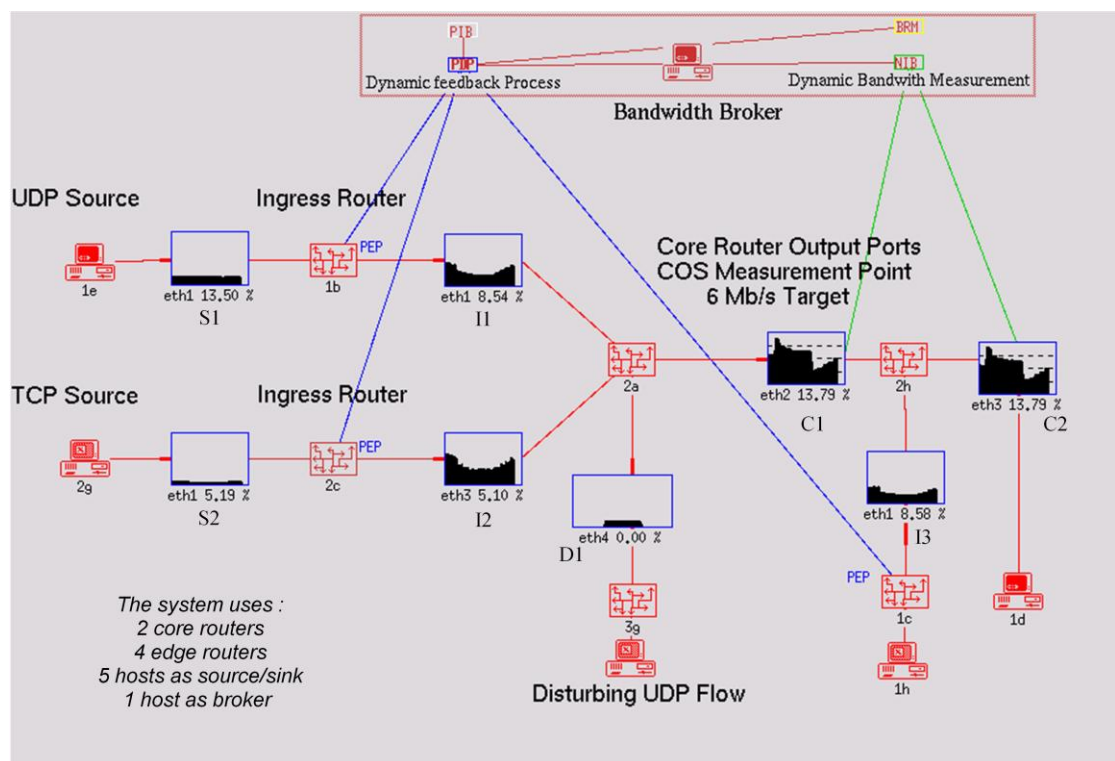 PIB
BRM
PDP
NIB
Dynamic feedback Process
Dynamic Bandwith Measurement
Bandwidth Broker
UDP Source
Ingress Router
PEP
1e
eth1 13.50 %
S1
1b
eth1 8.54 %
I1
Core Router Output Ports
COS Measurement Point
6 Mb/s Target
2a
eth2 13.79 %
C1
2h
eth3 13.79 %
C2
TCP Source
Ingress Router
PEP
2g
eth1 5.19 %
S2
2c
eth3 5.10 %
I2
eth4 0.00 %
D1
eth1 8.58 %
I3
PEP
1c
1d
3g
1h
Disturbing UDP Flow
The system uses :
2 core routers
4 edge routers
5 hosts as source/sink
1 host as broker